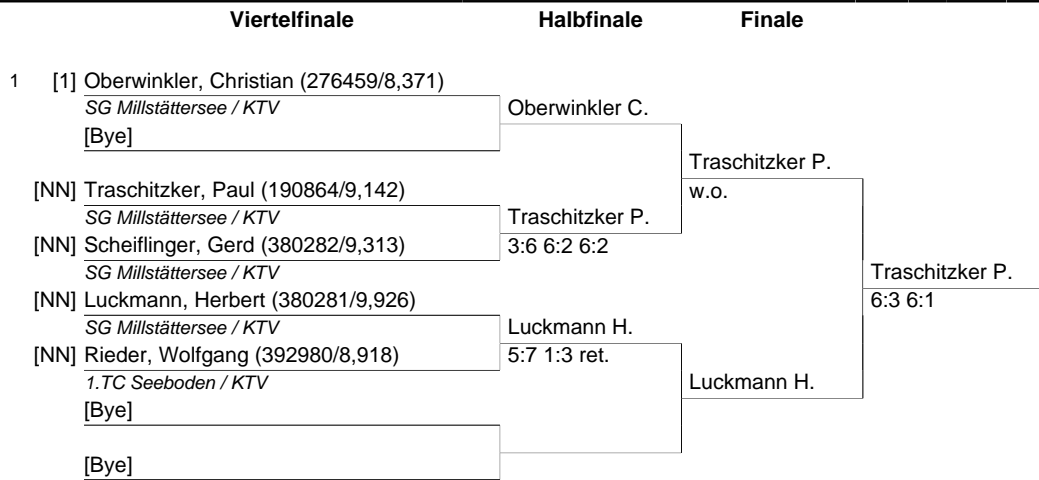 Viertelfinale Halbfinale Finale
1 [1] Oberwinkler, Christian (276459/8,371)
SG Millstättersee / KTV Oberwinkler C.
[Bye]
Traschitzker P.
[NN] Traschitzker, Paul (190864/9,142) w.o.
SG Millstättersee / KTV Traschitzker P.
[NN] Scheiflinger, Gerd (380282/9,313) 3:6 6:2 6:2
SG Millstättersee / KTV Traschitzker P.
[NN] Luckmann, Herbert (380281/9,926) 6:3 6:1
SG Millstättersee / KTV Luckmann H.
[NN] Rieder, Wolfgang (392980/8,918) 5:7 1:3 ret.
1.TC Seeboden / KTV Luckmann H.
[Bye]
[Bye]